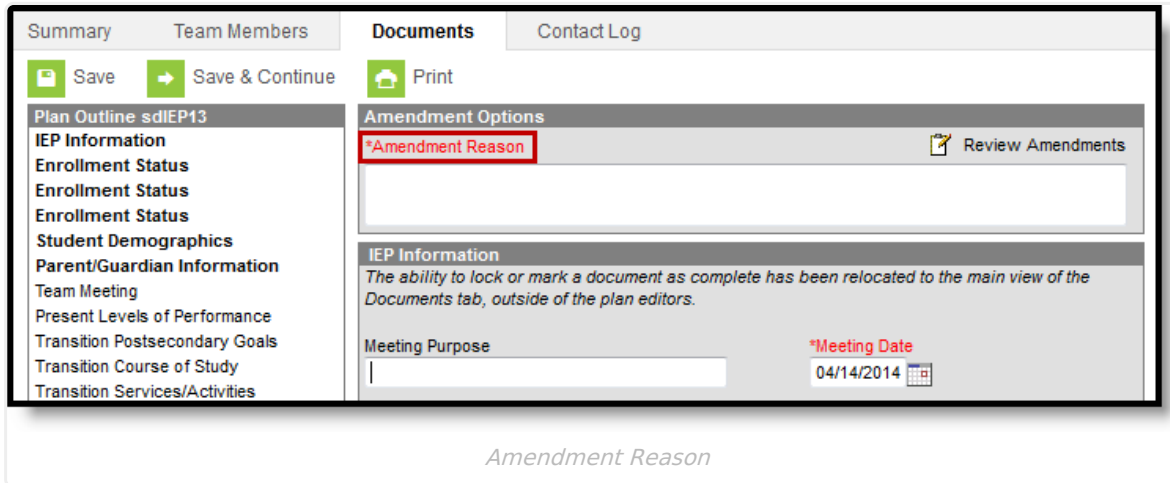 Summary Team Members Documents Contact Log
Save Save & Continue Print
Plan Outline sdIEP13
IEP Information
Enrollment Status
Enrollment Status
Enrollment Status
Student Demographics
Parent/Guardian Information
Team Meeting
Present Levels of Performance
Transition Postsecondary Goals
Transition Course of Study
Transition Services/Activities
Amendment Options
*Amendment Reason Review Amendments
IEP Information
The ability to lock or mark a document as complete has been relocated to the main view of the
Documents tab, outside of the plan editors.
Meeting Purpose *Meeting Date
04/14/2014
Amendment Reason